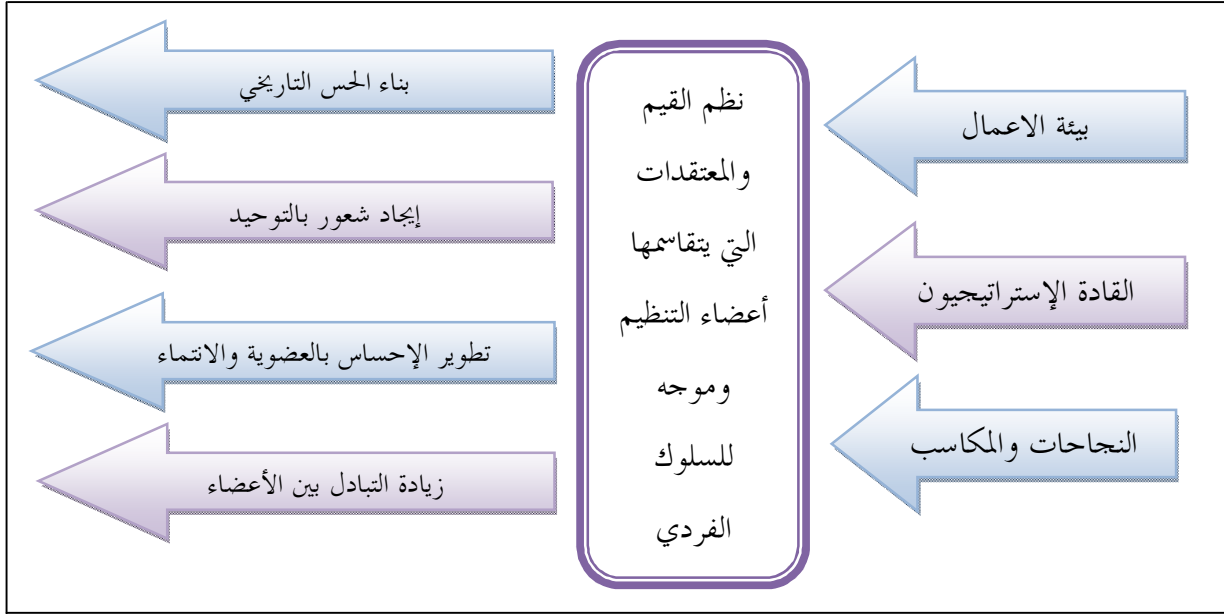 بيئة الاعمال
القادة الإستراتيجيون
النجاحات والمكاسب
نظم القيم
والمعتقدات
التي يتقاسمها
أعضاء التنظيم
وموجه
للسلوك
الفردي
بناء الحس التاريخي
إيجاد شعور بالتوحيد
تطوير الإحساس بالعضوية والانتماء
زيادة التبادل بين الأعضاء